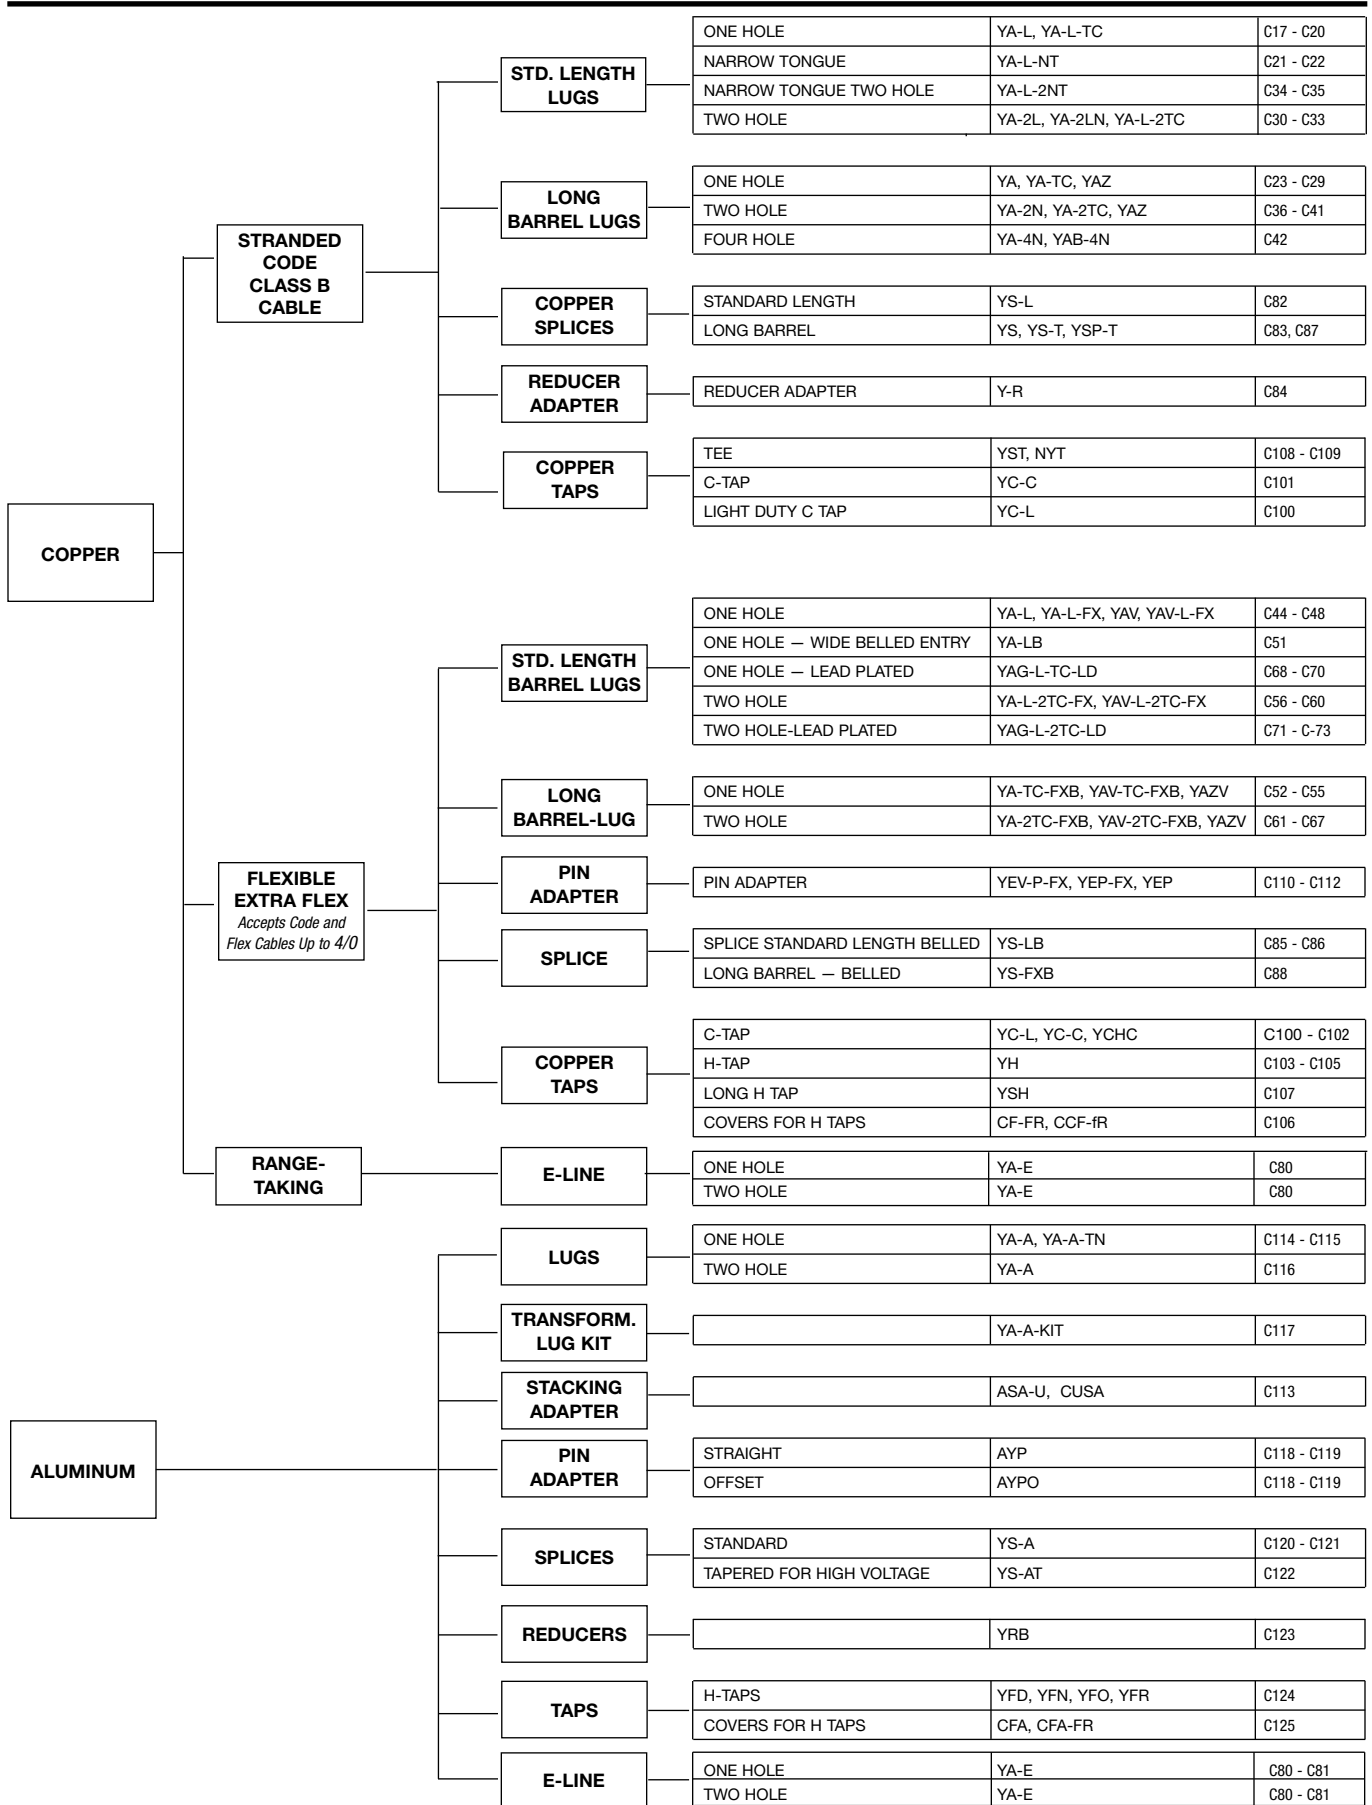 COPPER
STRANDED
CODE
CLASS B
CABLE
STD. LENGTH
LUGS
ONE HOLE YA-L, YA-L-TC C17 - C20
NARROW TONGUE YA-L-NT C21 - C22
NARROW TONGUE TWO HOLE YA-L-2NT C34 - C35
TWO HOLE YA-2L, YA-2LN, YA-L-2TC C30 - C33
LONG
BARREL LUGS
ONE HOLE YA, YA-TC, YAZ C23 - C29
TWO HOLE YA-2N, YA-2TC, YAZ C36 - C41
FOUR HOLE YA-4N, YAB-4N C42
COPPER
SPLICES
STANDARD LENGTH YS-L C82
LONG BARREL YS, YS-T, YSP-T C83, C87
REDUCER
ADAPTER
REDUCER ADAPTER Y-R C84
COPPER
TAPS
TEE YST, NYT C108 - C109
C-TAP YC-C C101
LIGHT DUTY C TAP YC-L C100
FLEXIBLE
EXTRA FLEX
Accepts Code and
Flex Cables Up to 4/0
STD. LENGTH
BARREL LUGS
ONE HOLE YA-L, YA-L-FX, YAV, YAV-L-FX C44 - C48
ONE HOLE — WIDE BELLED ENTRY YA-LB C51
ONE HOLE — LEAD PLATED YAG-L-TC-LD C68 - C70
TWO HOLE YA-L-2TC-FX, YAV-L-2TC-FX C56 - C60
TWO HOLE-LEAD PLATED YAG-L-2TC-LD C71 - C-73
LONG
BARREL-LUG
ONE HOLE YA-TC-FXB, YAV-TC-FXB, YAZV C52 - C55
TWO HOLE YA-2TC-FXB, YAV-2TC-FXB, YAZV C61 - C67
PIN
ADAPTER
PIN ADAPTER YEV-P-FX, YEP-FX, YEP C110 - C112
SPLICE
SPLICE STANDARD LENGTH BELLED YS-LB C85 - C86
LONG BARREL — BELLED YS-FXB C88
COPPER
TAPS
C-TAP YC-L, YC-C, YCHC C100 - C102
H-TAP YH C103 - C105
LONG H TAP YSH C107
COVERS FOR H TAPS CF-FR, CCF-fR C106
RANGE-
TAKING
E-LINE
ONE HOLE YA-E C80
TWO HOLE YA-E C80
ALUMINUM
LUGS
ONE HOLE YA-A, YA-A-TN C114 - C115
TWO HOLE YA-A C116
TRANSFORM.
LUG KIT
YA-A-KIT C117
STACKING
ADAPTER
ASA-U, CUSA C113
PIN
ADAPTER
STRAIGHT AYP C118 - C119
OFFSET AYPO C118 - C119
SPLICES
STANDARD YS-A C120 - C121
TAPERED FOR HIGH VOLTAGE YS-AT C122
REDUCERS
YRB C123
TAPS
H-TAPS YFD, YFN, YFO, YFR C124
COVERS FOR H TAPS CFA, CFA-FR C125
E-LINE
ONE HOLE YA-E C80 - C81
TWO HOLE YA-E C80 - C81